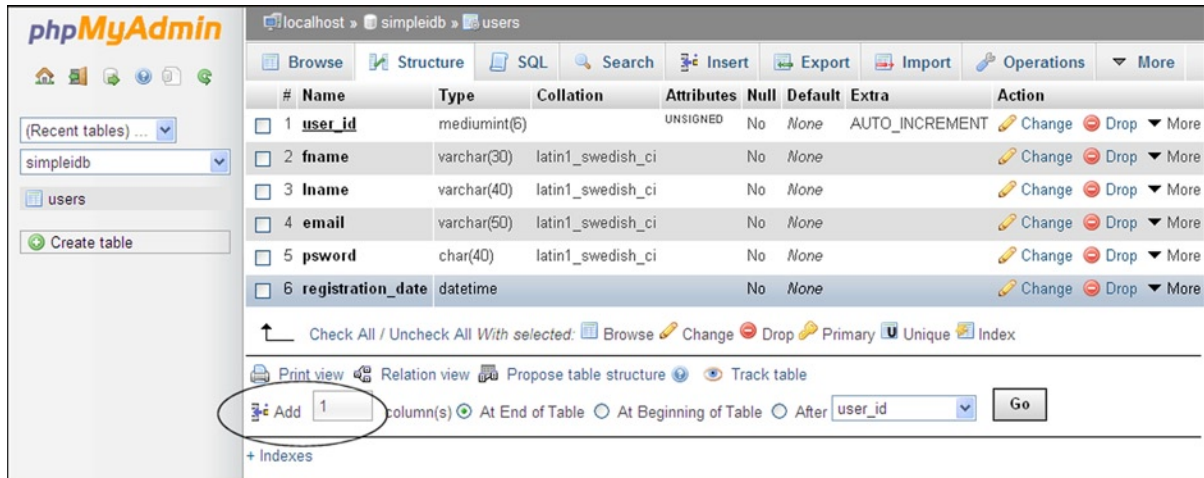 phpMyAdmin
localhost » simpleidb » users
Browse Structure SQL Search Insert Export Import Operations More
(Recent tables) ...
simpleidb
users
Create table
# Name Type Collation Attributes Null Default Extra Action
1 user_id mediumint(6) UNSIGNED No None AUTO_INCREMENT Change Drop More
2 fname varchar(30) latin1_swedish_ci No None Change Drop More
3 lname varchar(40) latin1_swedish_ci No None Change Drop More
4 email varchar(50) latin1_swedish_ci No None Change Drop More
5 psword char(40) latin1_swedish_ci No None Change Drop More
6 registration_date datetime No None Change Drop More
Check All / Uncheck All With selected: Browse Change Drop Primary U Unique Index
Print view Relation view Propose table structure Track table
Add 1 column(s) At End of Table At Beginning of Table After user_id Go
+ Indexes